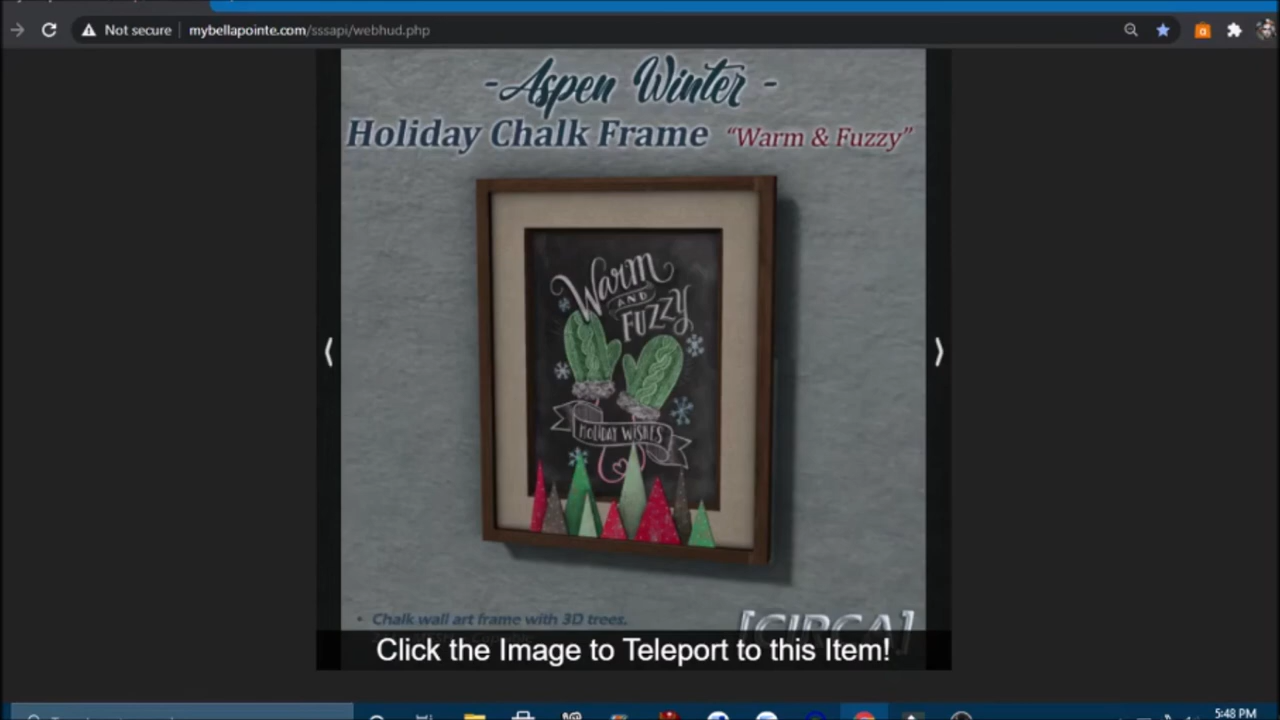 Not secure mybellapointe.com/sssapi/webhud.php
-Aspen Winter-
Holiday Chalk Frame "Warm & Fuzzy"
Warm
AND
FUZZY
HOLIDAY WISHES
• Chalk wall art frame with 3D trees.
[CIRCA]
Click the Image to Teleport to this Item!
5:48 PM